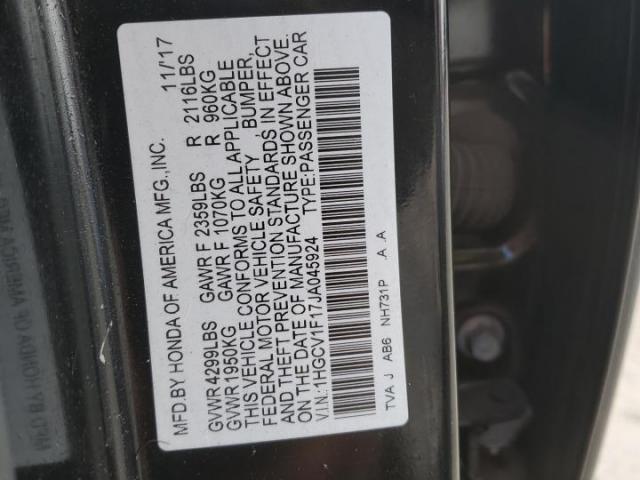 MFD.BY HONDA OF AMERICA MFG.,INC. 11/'17
GVWR 4299LBS GAWR F 2359LBS R 2116LBS
GVWR 1950KG GAWR F 1070KG R 960KG
THIS VEHICLE CONFORMS TO ALL APPLICABLE
FEDERAL MOTOR VEHICLE SAFETY, BUMPER,
AND THEFT PREVENTION STANDARDS IN EFFECT
ON THE DATE OF MANUFACTURE SHOWN ABOVE.
V.I.N.:1HGCV1F17JA045924 TYPE:PASSENGER CAR
TVA J AB6 NH731P .A .A